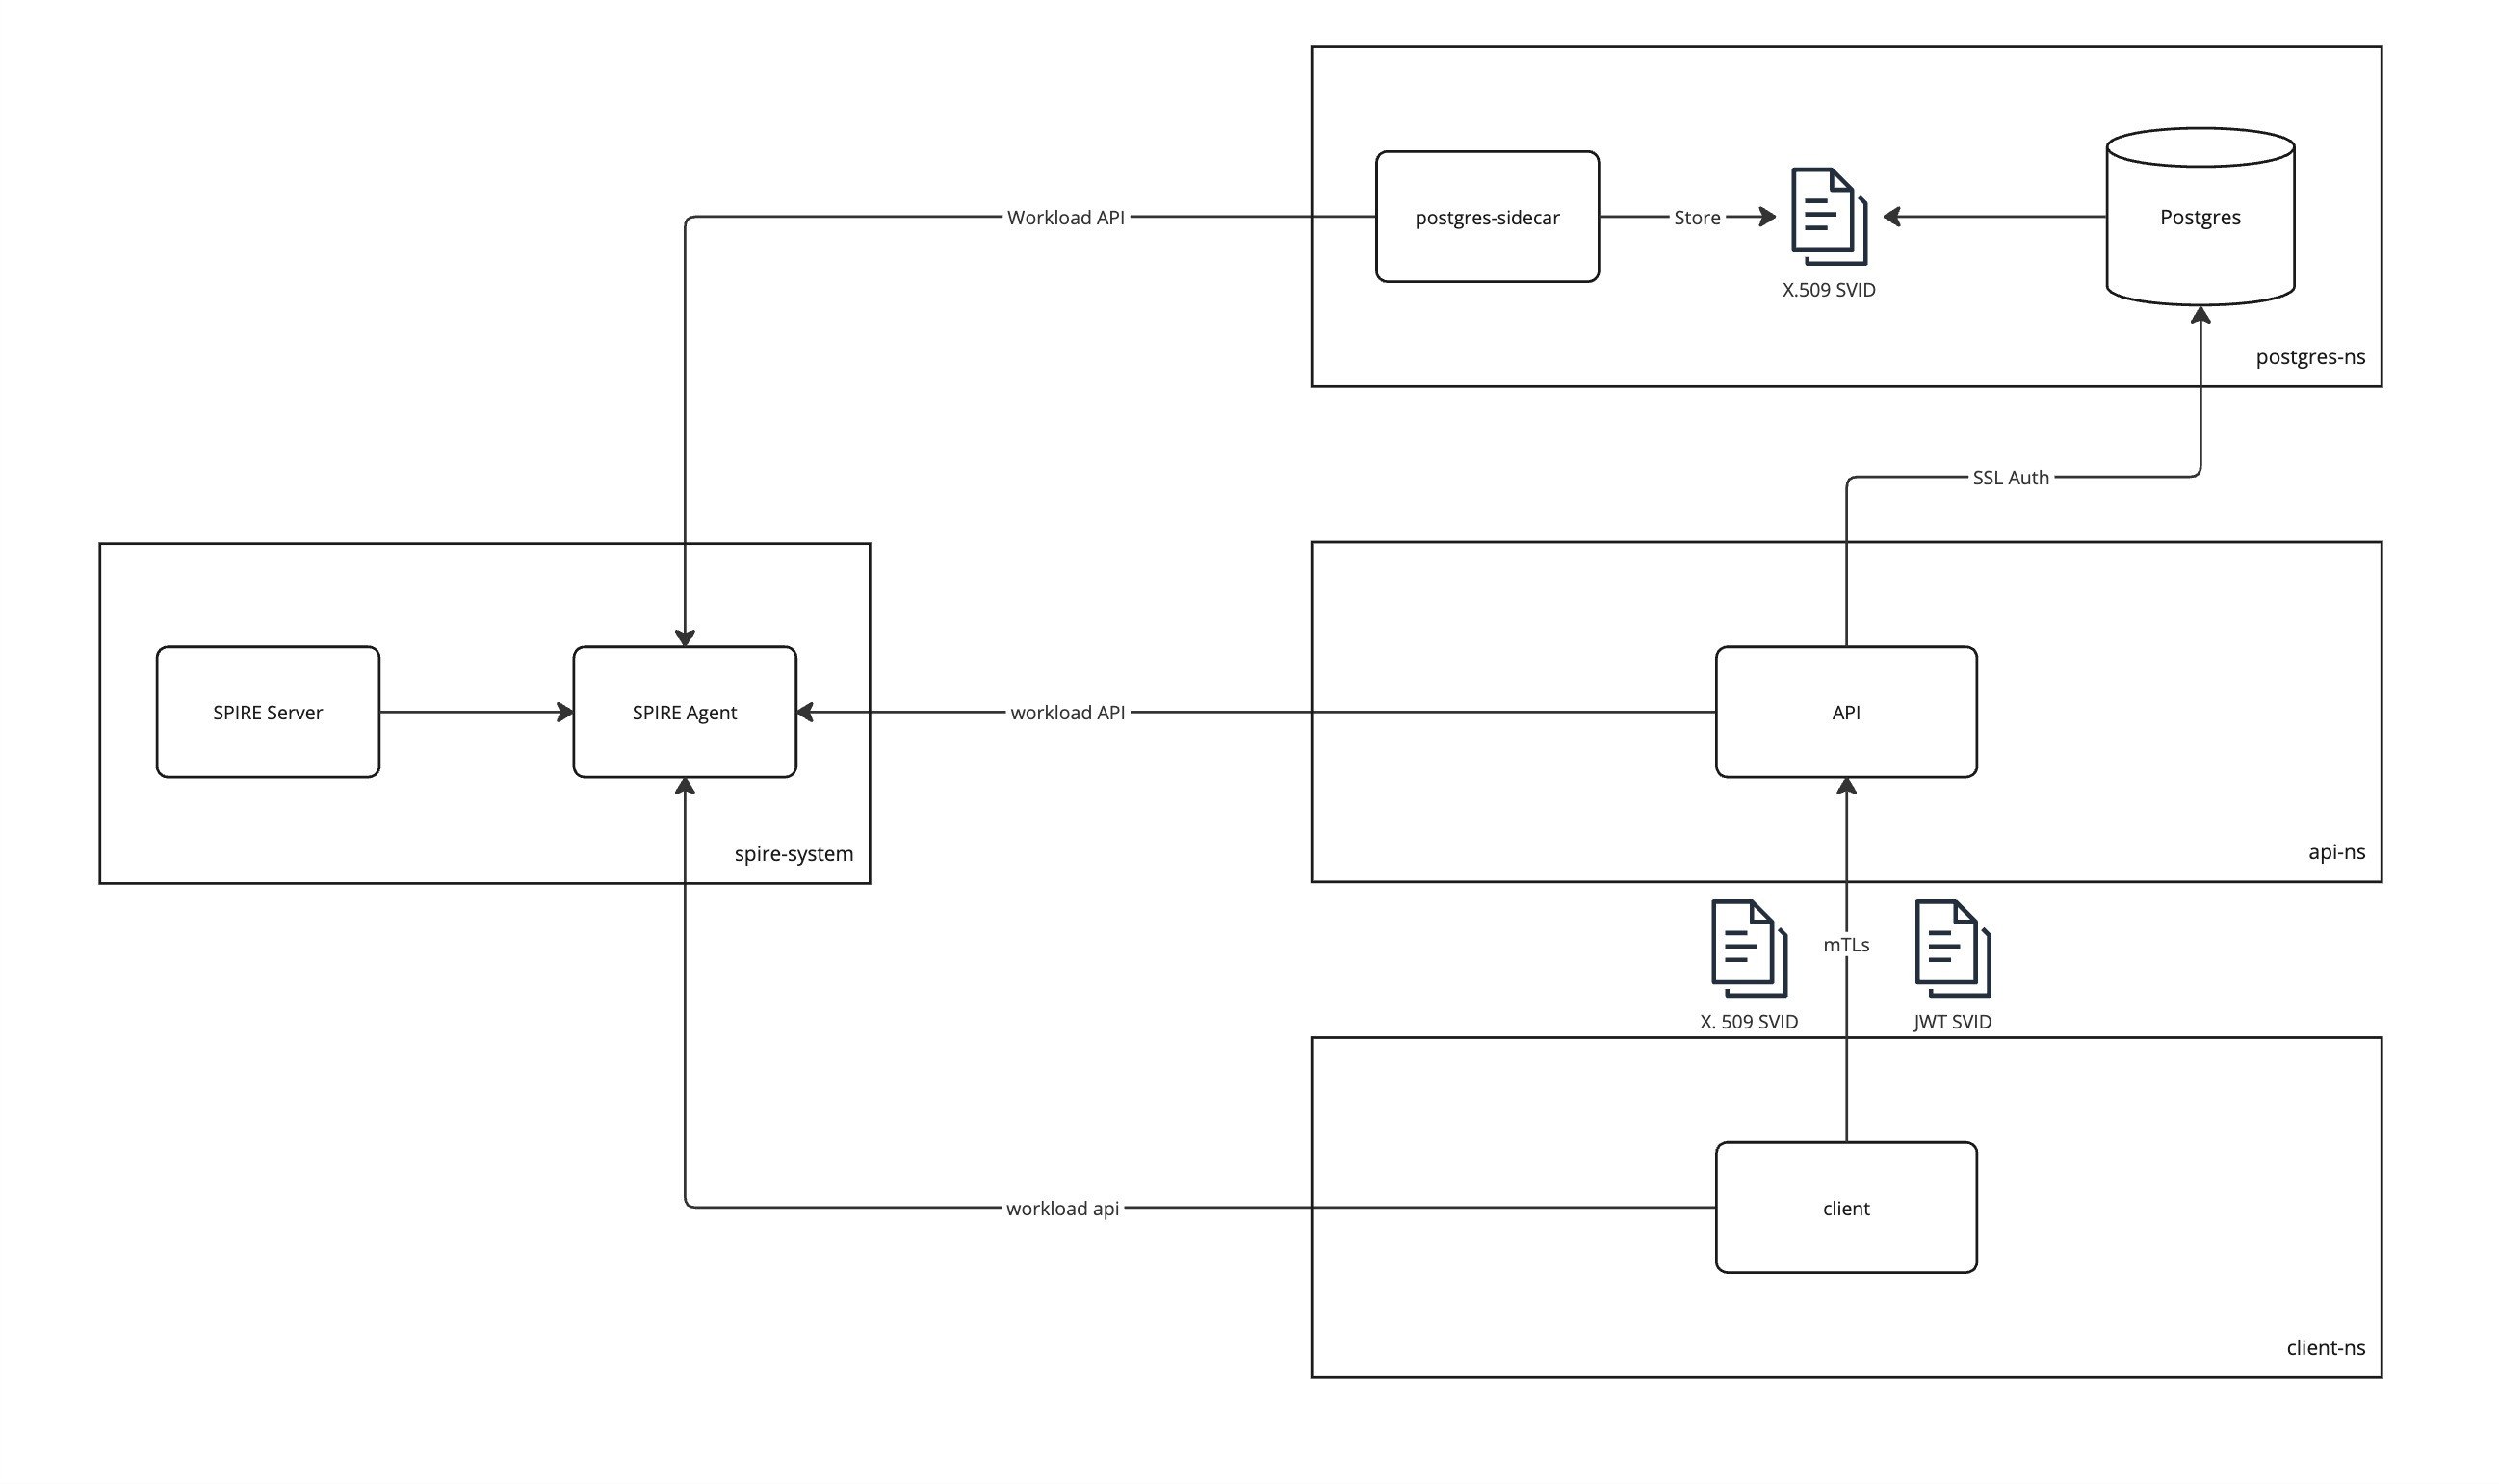 Workload API
postgres-sidecar
Store
X.509 SVID
Postgres
postgres-ns
SSL Auth
SPIRE Server
SPIRE Agent
spire-system
workload API
API
api-ns
mTLs
X. 509 SVID
JWT SVID
workload api
client
client-ns